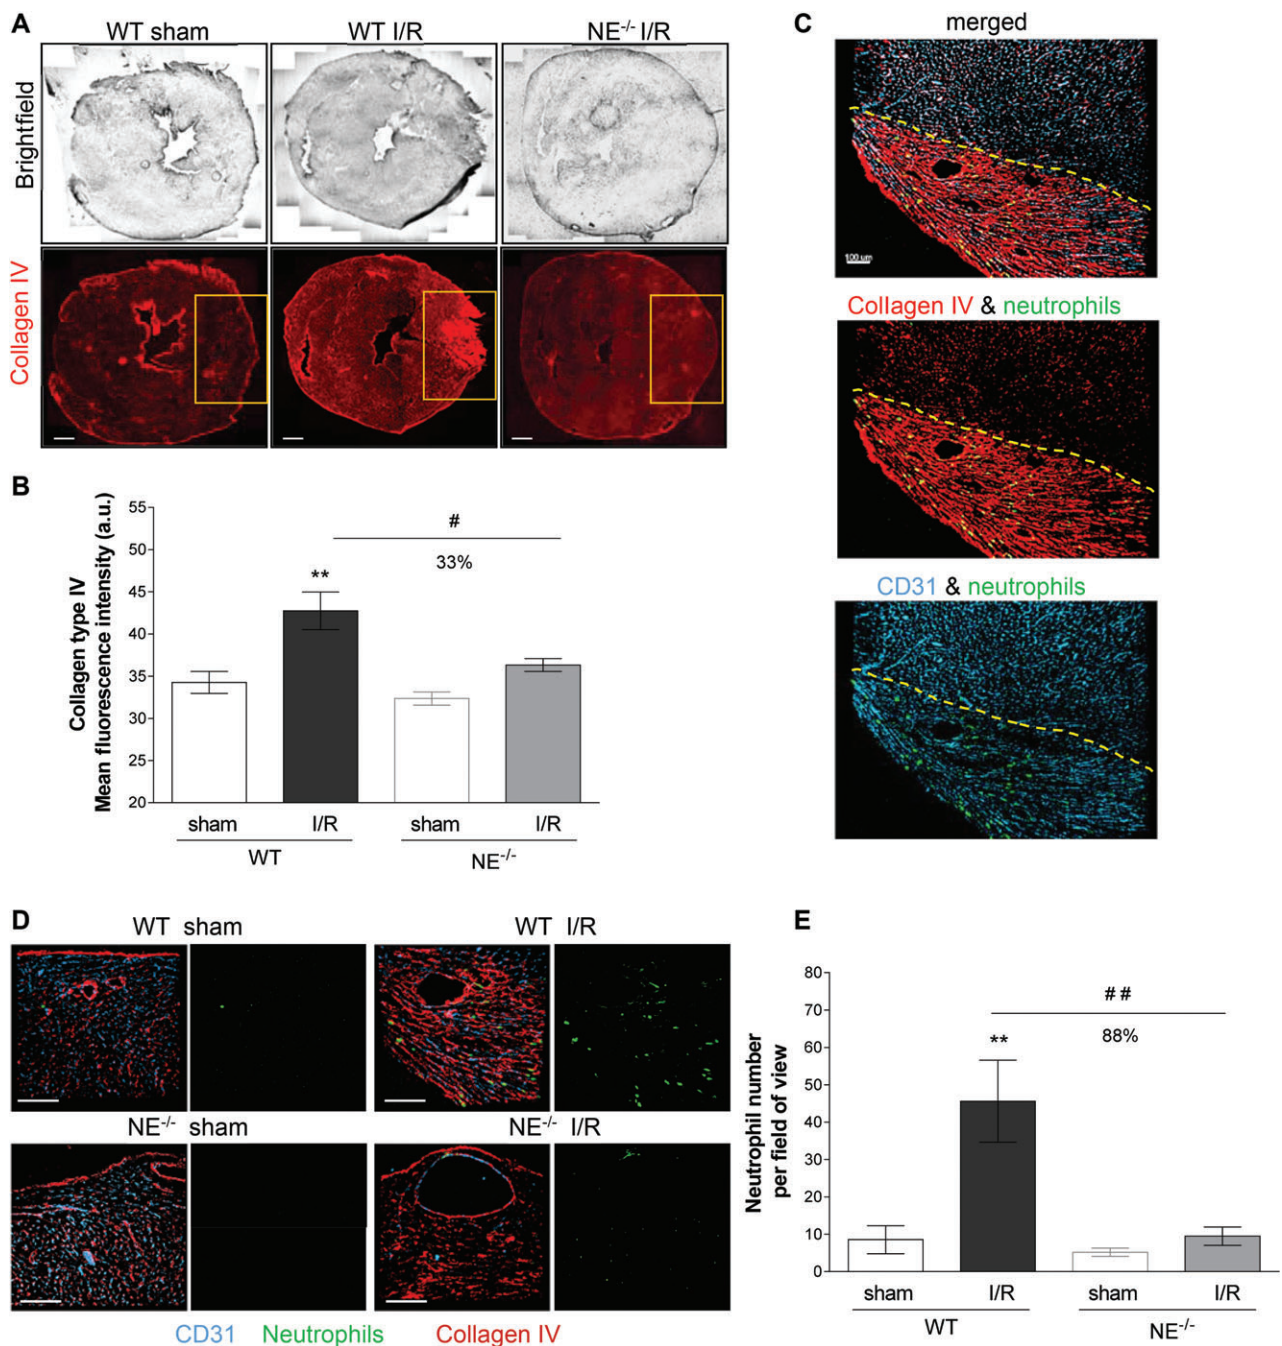 A
WT sham
WT I/R
NE-/- I/R
Brightfield
Collagen IV
B
Collagen type IV
Mean fluorescence intensity (a.u.)
55
50
45
40
35
30
25
20
**
#
33%
sham
I/R
sham
I/R
WT
NE-/-
C
merged
100 um
Collagen IV & neutrophils
CD31 & neutrophils
D
WT sham
WT I/R
NE-/- sham
NE-/- I/R
CD31 Neutrophils Collagen IV
E
Neutrophil number
per field of view
80
70
60
50
40
30
20
10
0
**
##
88%
sham
I/R
sham
I/R
WT
NE-/-